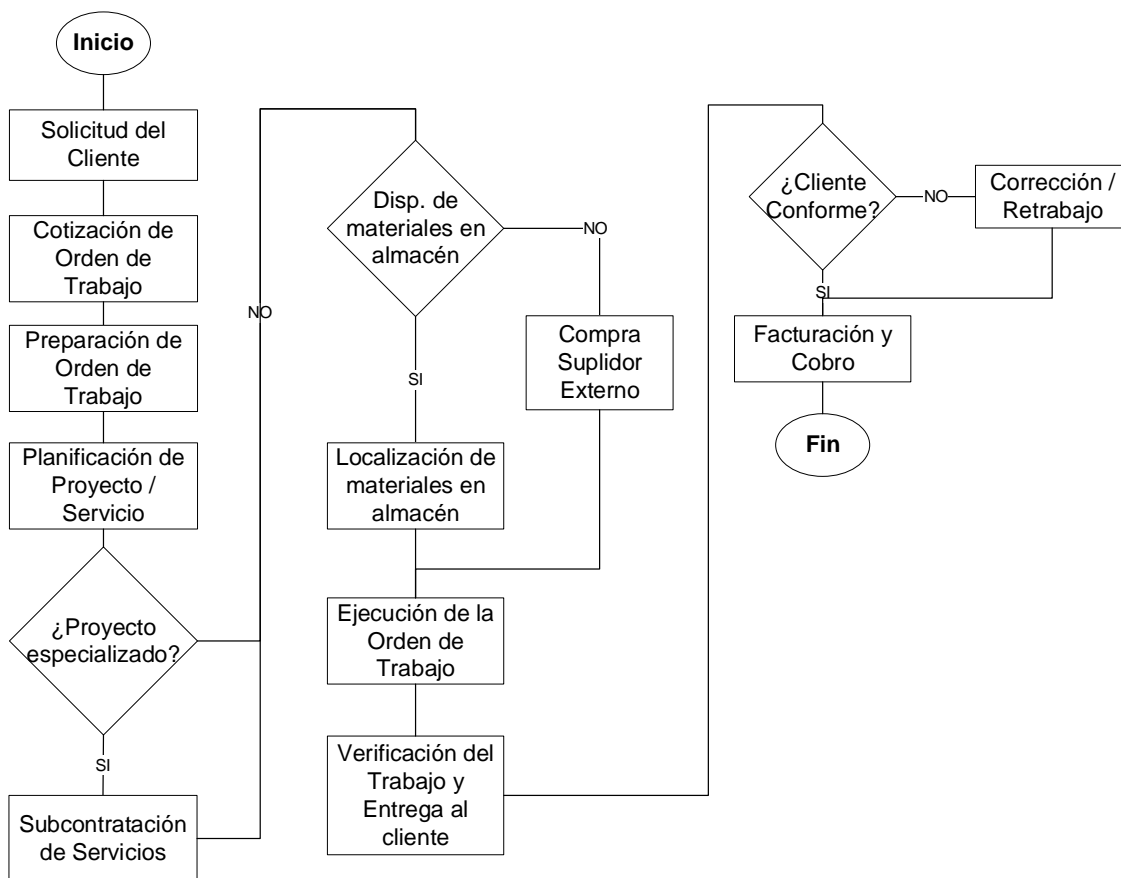 Inicio
Solicitud del
Cliente
Cotización de
Orden de
Trabajo
Preparación de
Orden de
Trabajo
Planificación de
Proyecto /
Servicio
¿Proyecto
especializado?
NO
SI
Subcontratación
de Servicios
Disp. de
materiales en
almacén
NO
SI
Compra
Suplidor
Externo
Localización de
materiales en
almacén
Ejecución de la
Orden de
Trabajo
Verificación del
Trabajo y
Entrega al
cliente
¿Cliente
Conforme?
NO
Corrección /
Retrabajo
SI
Facturación y
Cobro
Fin